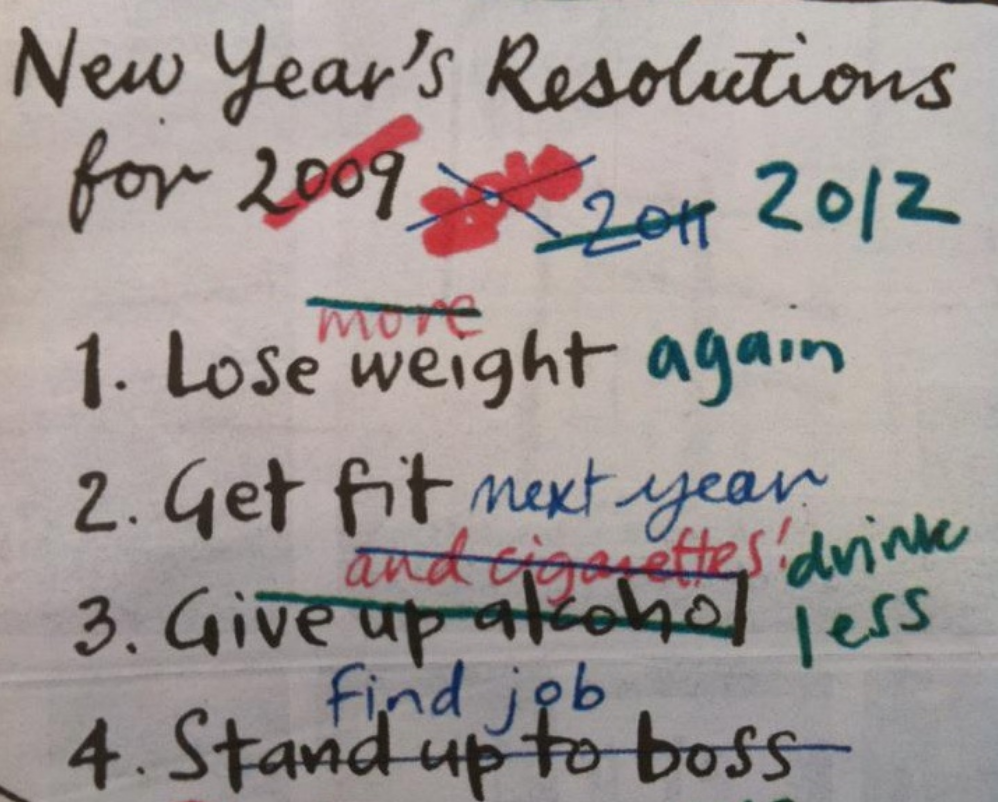 New Year's Resolutions
for 2009 2011 2012
more
1. Lose weight again
2. Get fit next year
and cigarettes! drink
3. Give up alcohol less
find job
4. Stand up to boss